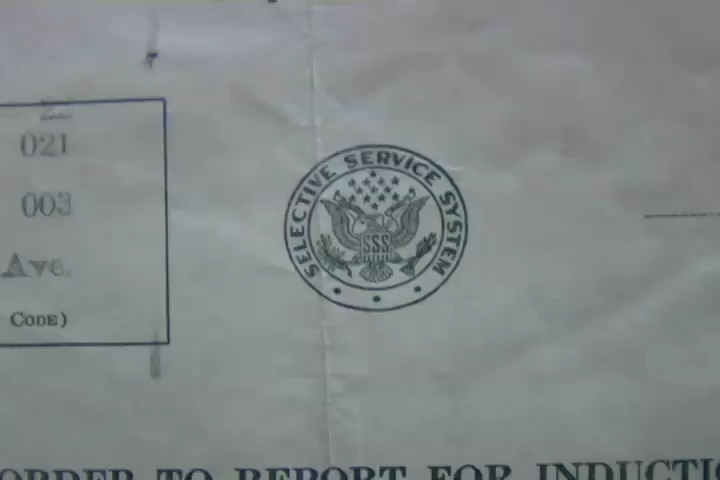 021
003
Ave.
CODE)
SELECTIVE SERVICE SYSTEM
SSS
ORDER TO REPORT FOR INDUCTIO